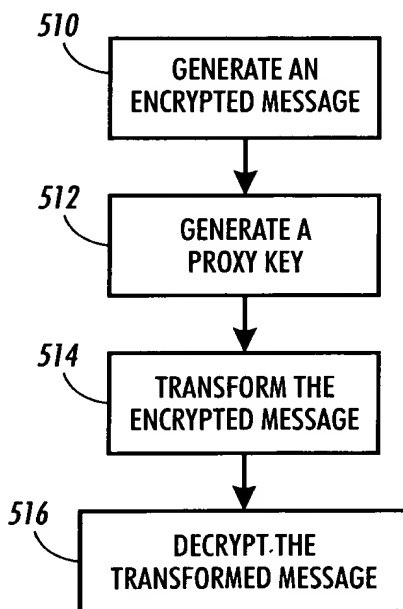 510
GENERATE AN
ENCRYPTED MESSAGE
512
GENERATE A
PROXY KEY
514
TRANSFORM THE
ENCRYPTED MESSAGE
516
DECRYPT THE
TRANSFORMED MESSAGE